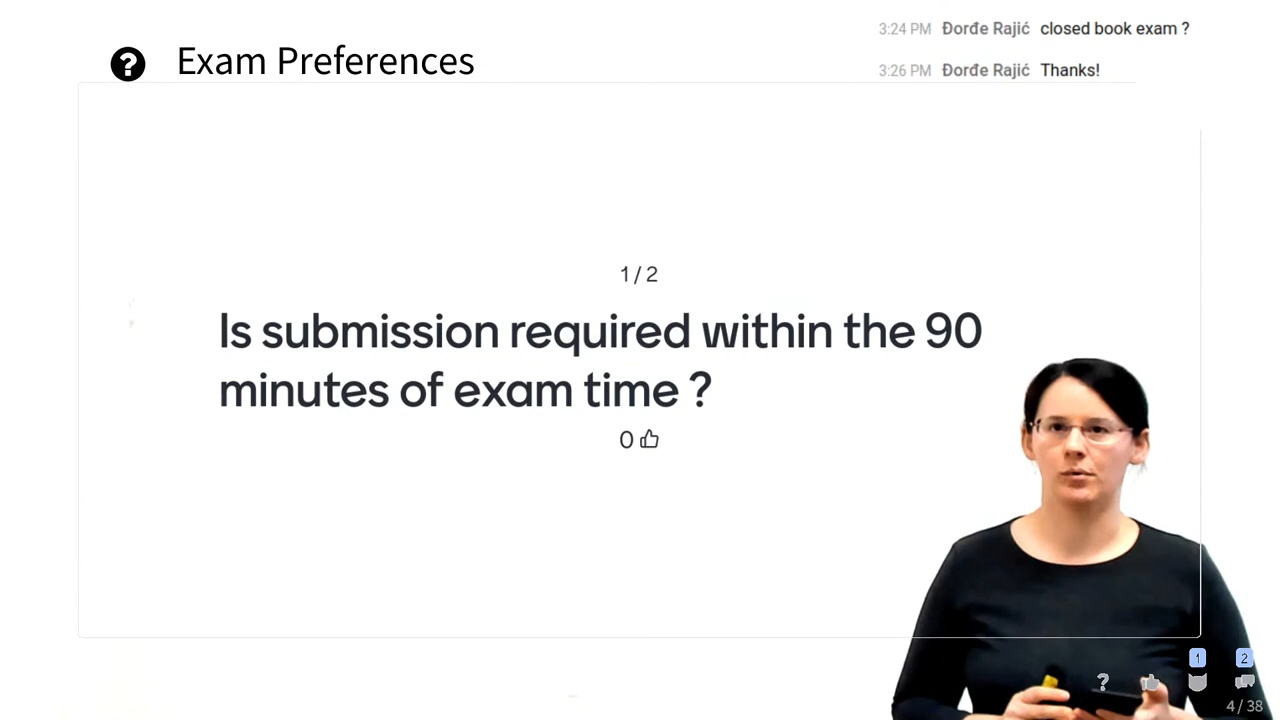 3:24 PM Đorđe Rajić closed book exam ?
Exam Preferences
3:26 PM Đorđe Rajić Thanks!
1 / 2
Is submission required within the 90
minutes of exam time ?
0
1 2
?
4 / 38